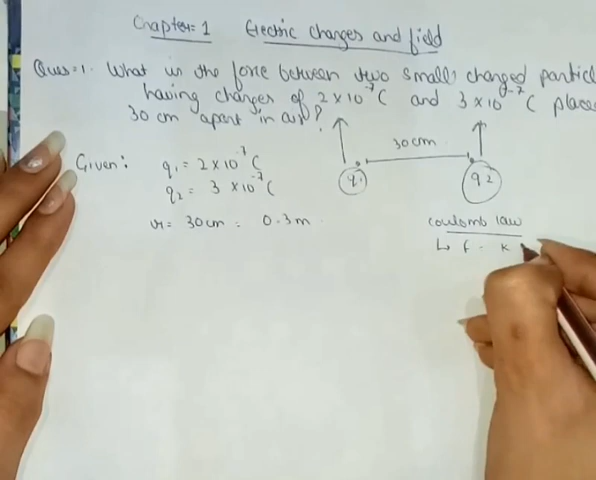 Chapter= 1 Electric charges and field
Ques=1. What is the force between two small charged particl
having charges of 2 × 10⁻⁷ C and 3 × 10⁻⁷ C place
30 cm apart in air?
30 cm
Given: q₁ = 2 × 10⁻⁷ C
q₁ q₂
q₂ = 3 × 10⁻⁷ C
r = 30 cm = 0.3 m
coulomb law
↳ f = K